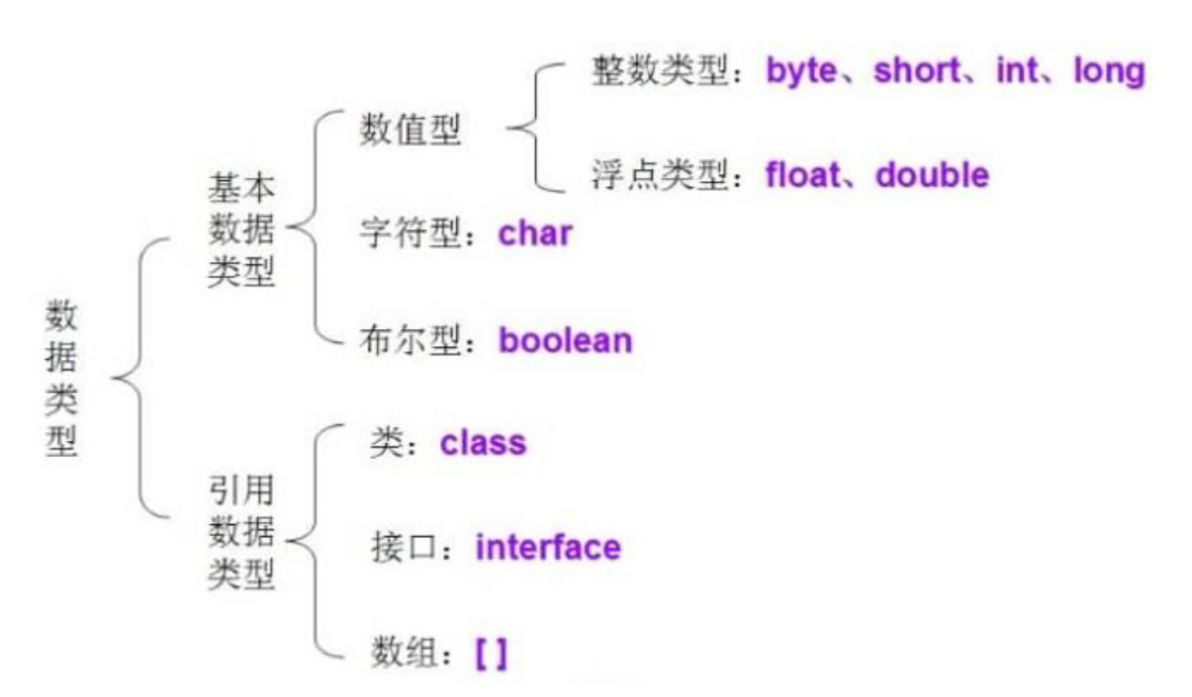 数据类型
基本数据类型
数值型
整数类型：byte、short、int、long
浮点类型：float、double
字符型：char
布尔型：boolean
引用数据类型
类：class
接口：interface
数组：[ ]